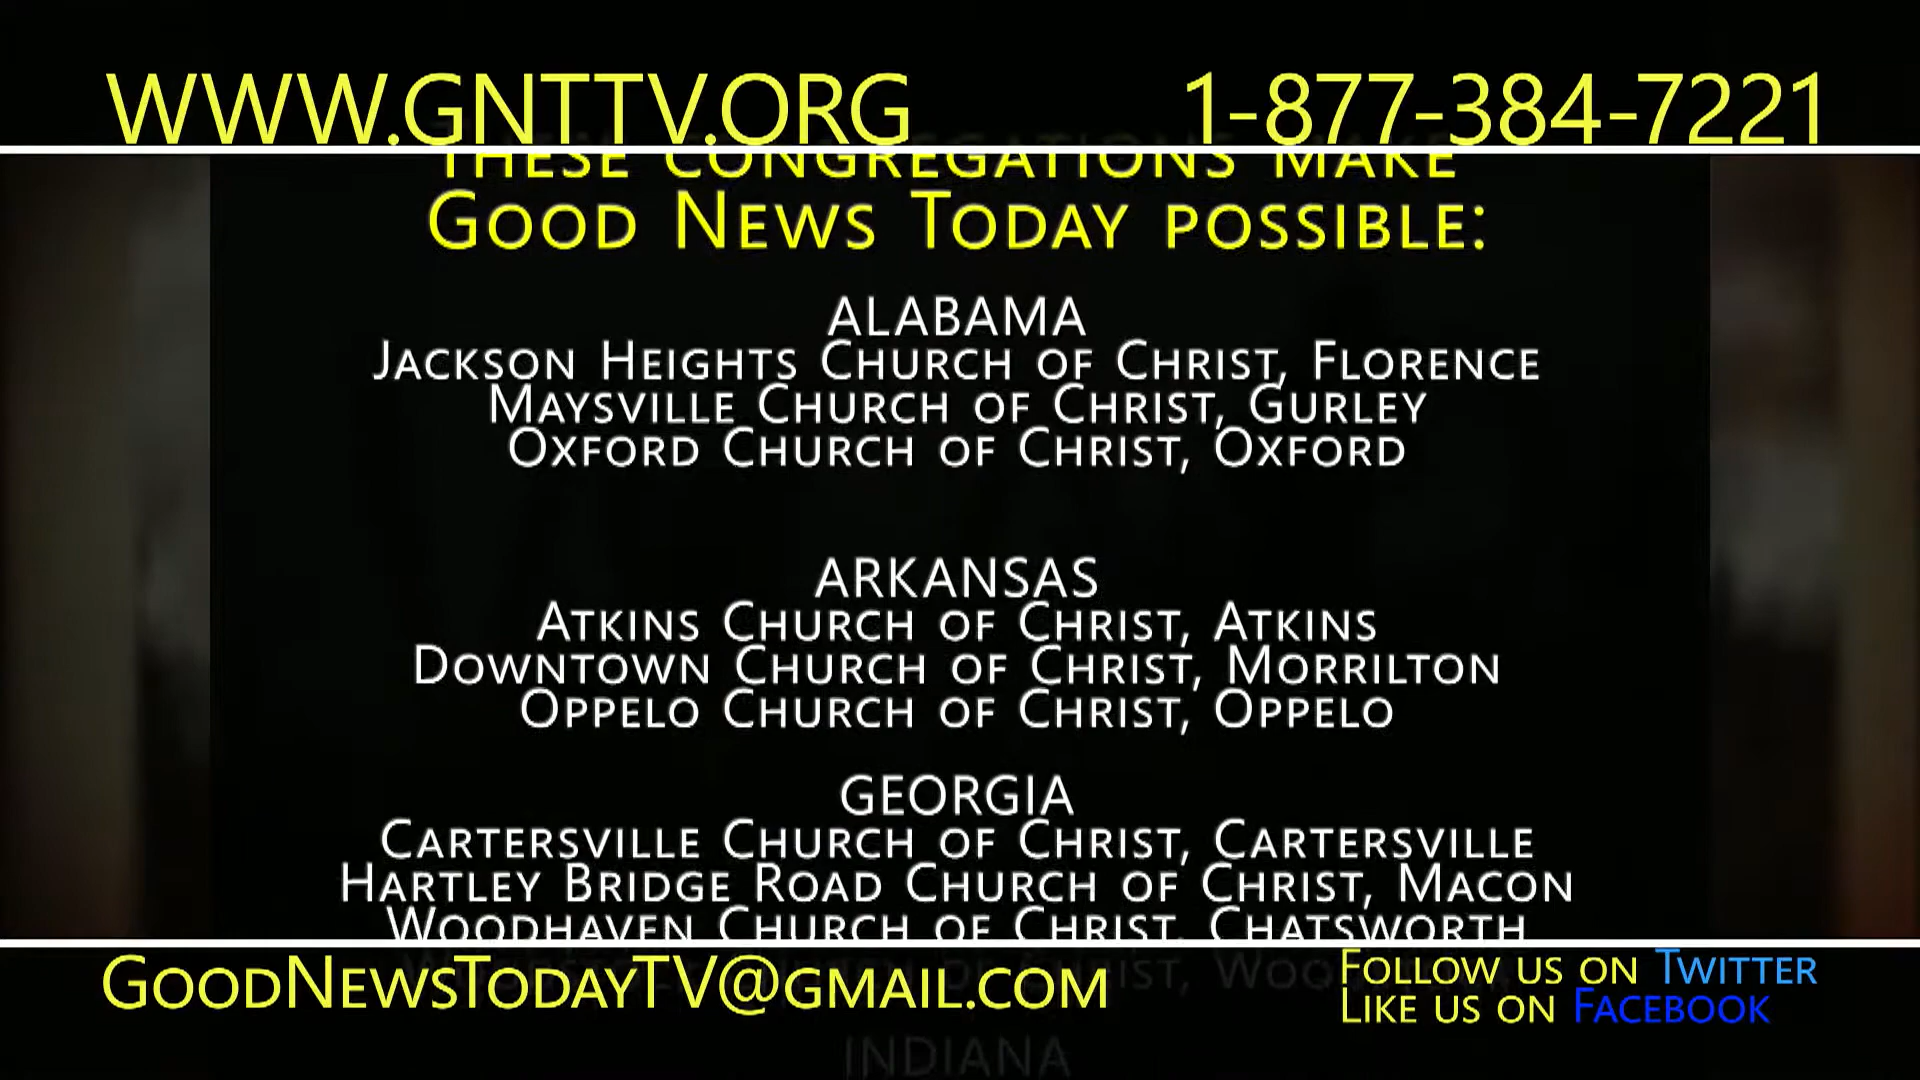 WWW.GNTTV.ORG 1-877-384-7221
THESE CONGREGATIONS MAKE
GOOD NEWS TODAY POSSIBLE:
ALABAMA
JACKSON HEIGHTS CHURCH OF CHRIST, FLORENCE
MAYSVILLE CHURCH OF CHRIST, GURLEY
OXFORD CHURCH OF CHRIST, OXFORD
ARKANSAS
ATKINS CHURCH OF CHRIST, ATKINS
DOWNTOWN CHURCH OF CHRIST, MORRILTON
OPPELO CHURCH OF CHRIST, OPPELO
GEORGIA
CARTERSVILLE CHURCH OF CHRIST, CARTERSVILLE
HARTLEY BRIDGE ROAD CHURCH OF CHRIST, MACON
WOODHAVEN CHURCH OF CHRIST, CHATSWORTH
GOODNEWSTODAYTV@GMAIL.COM
FOLLOW US ON TWITTER
LIKE US ON FACEBOOK
INDIANA